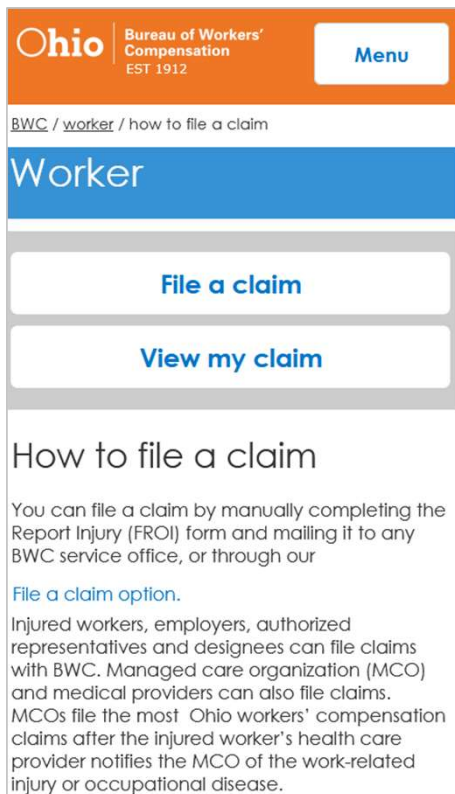 Ohio
Bureau of Workers’
Compensation
EST 1912
Menu
BWC / worker / how to file a claim
Worker
File a claim
View my claim
How to file a claim
You can file a claim by manually completing the
Report Injury (FROI) form and mailing it to any
BWC service office, or through our
File a claim option.
Injured workers, employers, authorized
representatives and designees can file claims
with BWC. Managed care organization (MCO)
and medical providers can also file claims.
MCOs file the most  Ohio workers’ compensation
claims after the injured worker’s health care
provider notifies the MCO of the work-related
injury or occupational disease.